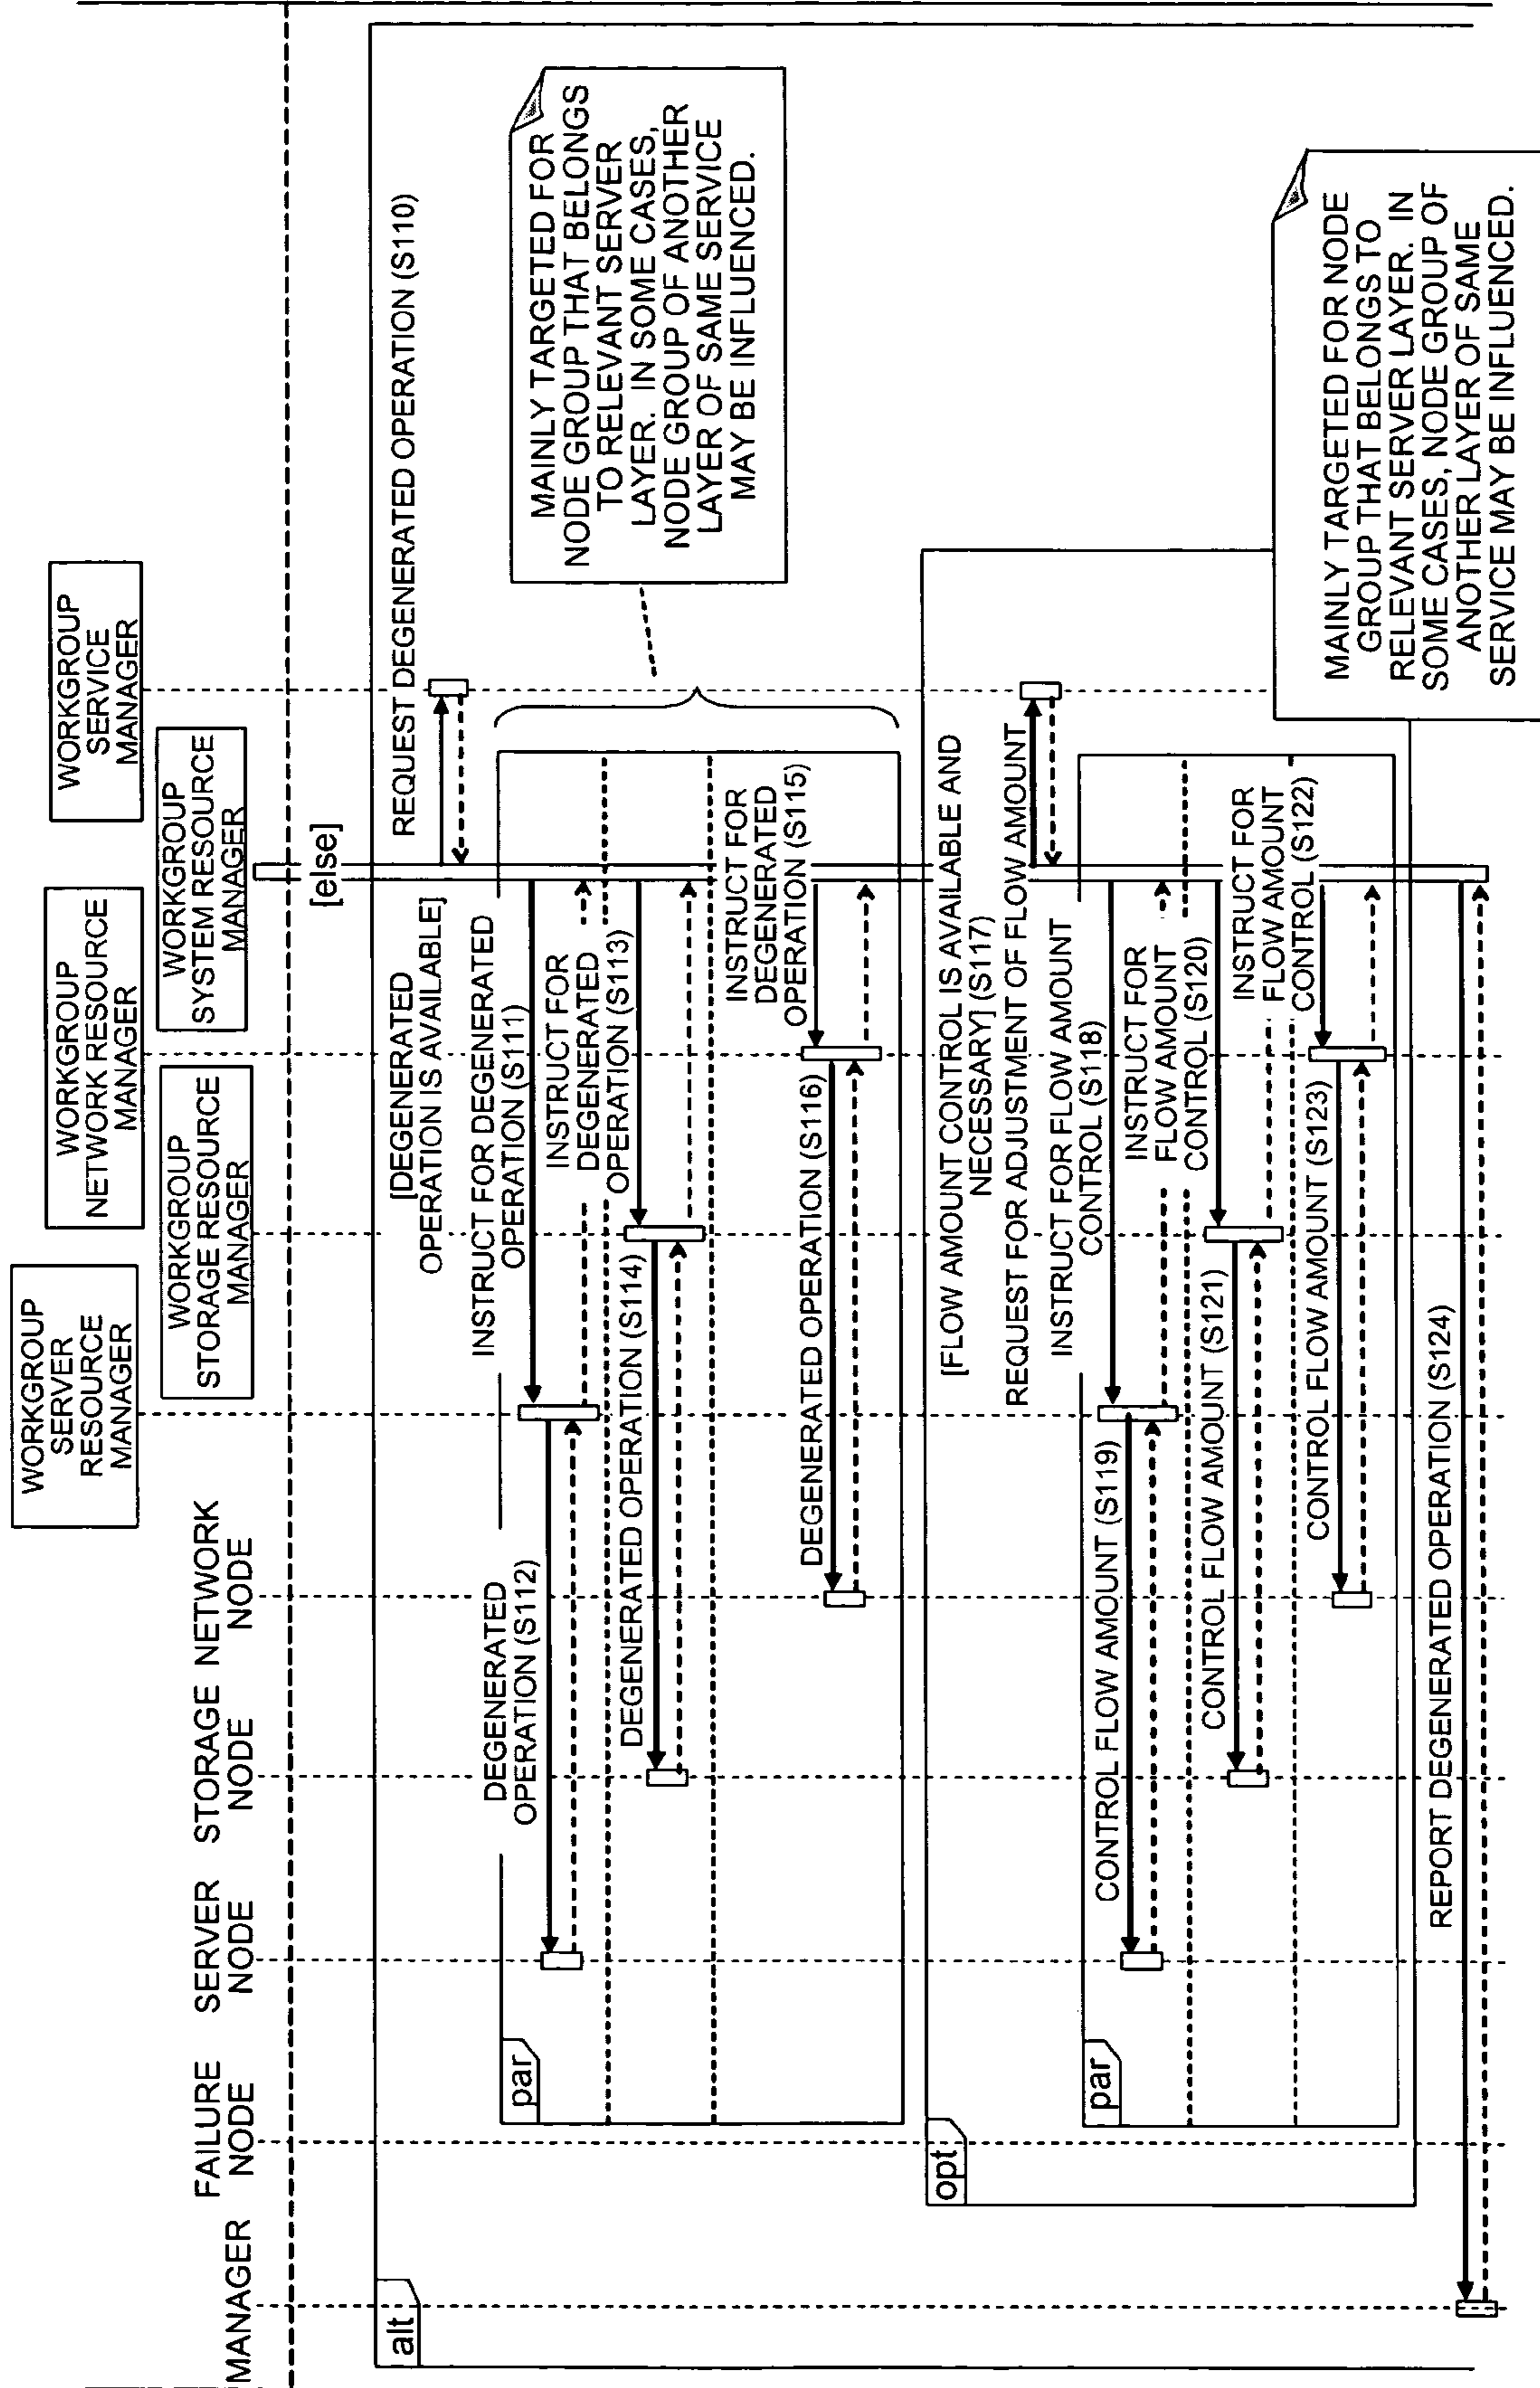 MANAGER
FAILURE
NODE
SERVER
NODE
STORAGE
NODE
NETWORK
NODE
WORKGROUP
SERVER
RESOURCE
MANAGER
WORKGROUP
STORAGE RESOURCE
MANAGER
WORKGROUP
NETWORK RESOURCE
MANAGER
WORKGROUP
SYSTEM RESOURCE
MANAGER
WORKGROUP
SERVICE
MANAGER
[else]
alt
[DEGENERATED
OPERATION IS AVAILABLE]
REQUEST DEGENERATED OPERATION (S110)
par
INSTRUCT FOR DEGENERATED
OPERATION (S111)
DEGENERATED
OPERATION (S112)
INSTRUCT FOR
DEGENERATED
OPERATION (S113)
DEGENERATED OPERATION (S114)
INSTRUCT FOR
DEGENERATED
OPERATION (S115)
DEGENERATED OPERATION (S116)
MAINLY TARGETED FOR
NODE GROUP THAT BELONGS
TO RELEVANT SERVER
LAYER. IN SOME CASES,
NODE GROUP OF ANOTHER
LAYER OF SAME SERVICE
MAY BE INFLUENCED.
opt
[FLOW AMOUNT CONTROL IS AVAILABLE AND
NECESSARY] (S117)
REQUEST FOR ADJUSTMENT OF FLOW AMOUNT
par
INSTRUCT FOR FLOW AMOUNT
CONTROL (S118)
CONTROL FLOW AMOUNT (S119)
INSTRUCT FOR
FLOW AMOUNT
CONTROL (S120)
CONTROL FLOW AMOUNT (S121)
INSTRUCT FOR
FLOW AMOUNT
CONTROL (S122)
CONTROL FLOW AMOUNT (S123)
MAINLY TARGETED FOR NODE
GROUP THAT BELONGS TO
RELEVANT SERVER LAYER. IN
SOME CASES, NODE GROUP OF
ANOTHER LAYER OF SAME
SERVICE MAY BE INFLUENCED.
REPORT DEGENERATED OPERATION (S124)